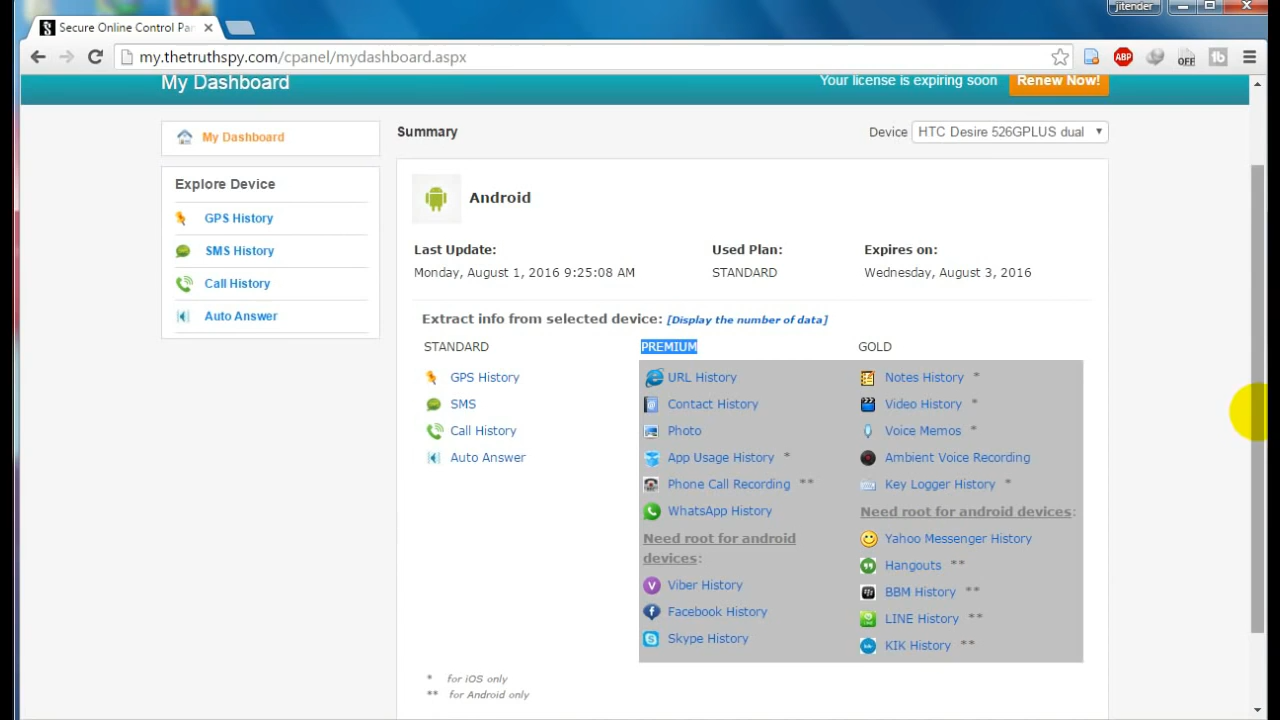 jitender
Secure Online Control Pan
my.thetruthspy.com/cpanel/mydashboard.aspx
ABP
OFF
My Dashboard
Your license is expiring soon
Renew Now!
My Dashboard
Summary
Device
HTC Desire 526GPLUS dual
Explore Device
GPS History
SMS History
Call History
Auto Answer
Android
Last Update:
Used Plan:
Expires on:
Monday, August 1, 2016 9:25:08 AM
STANDARD
Wednesday, August 3, 2016
Extract info from selected device: [Display the number of data]
STANDARD
GPS History
SMS
Call History
Auto Answer
PREMIUM
URL History
Contact History
Photo
App Usage History *
Phone Call Recording **
WhatsApp History
Need root for android
devices:
Viber History
Facebook History
Skype History
GOLD
Notes History *
Video History *
Voice Memos *
Ambient Voice Recording
Key Logger History *
Need root for android devices:
Yahoo Messenger History
Hangouts **
BBM History **
LINE History **
KIK History **
* for iOS only
** for Android only